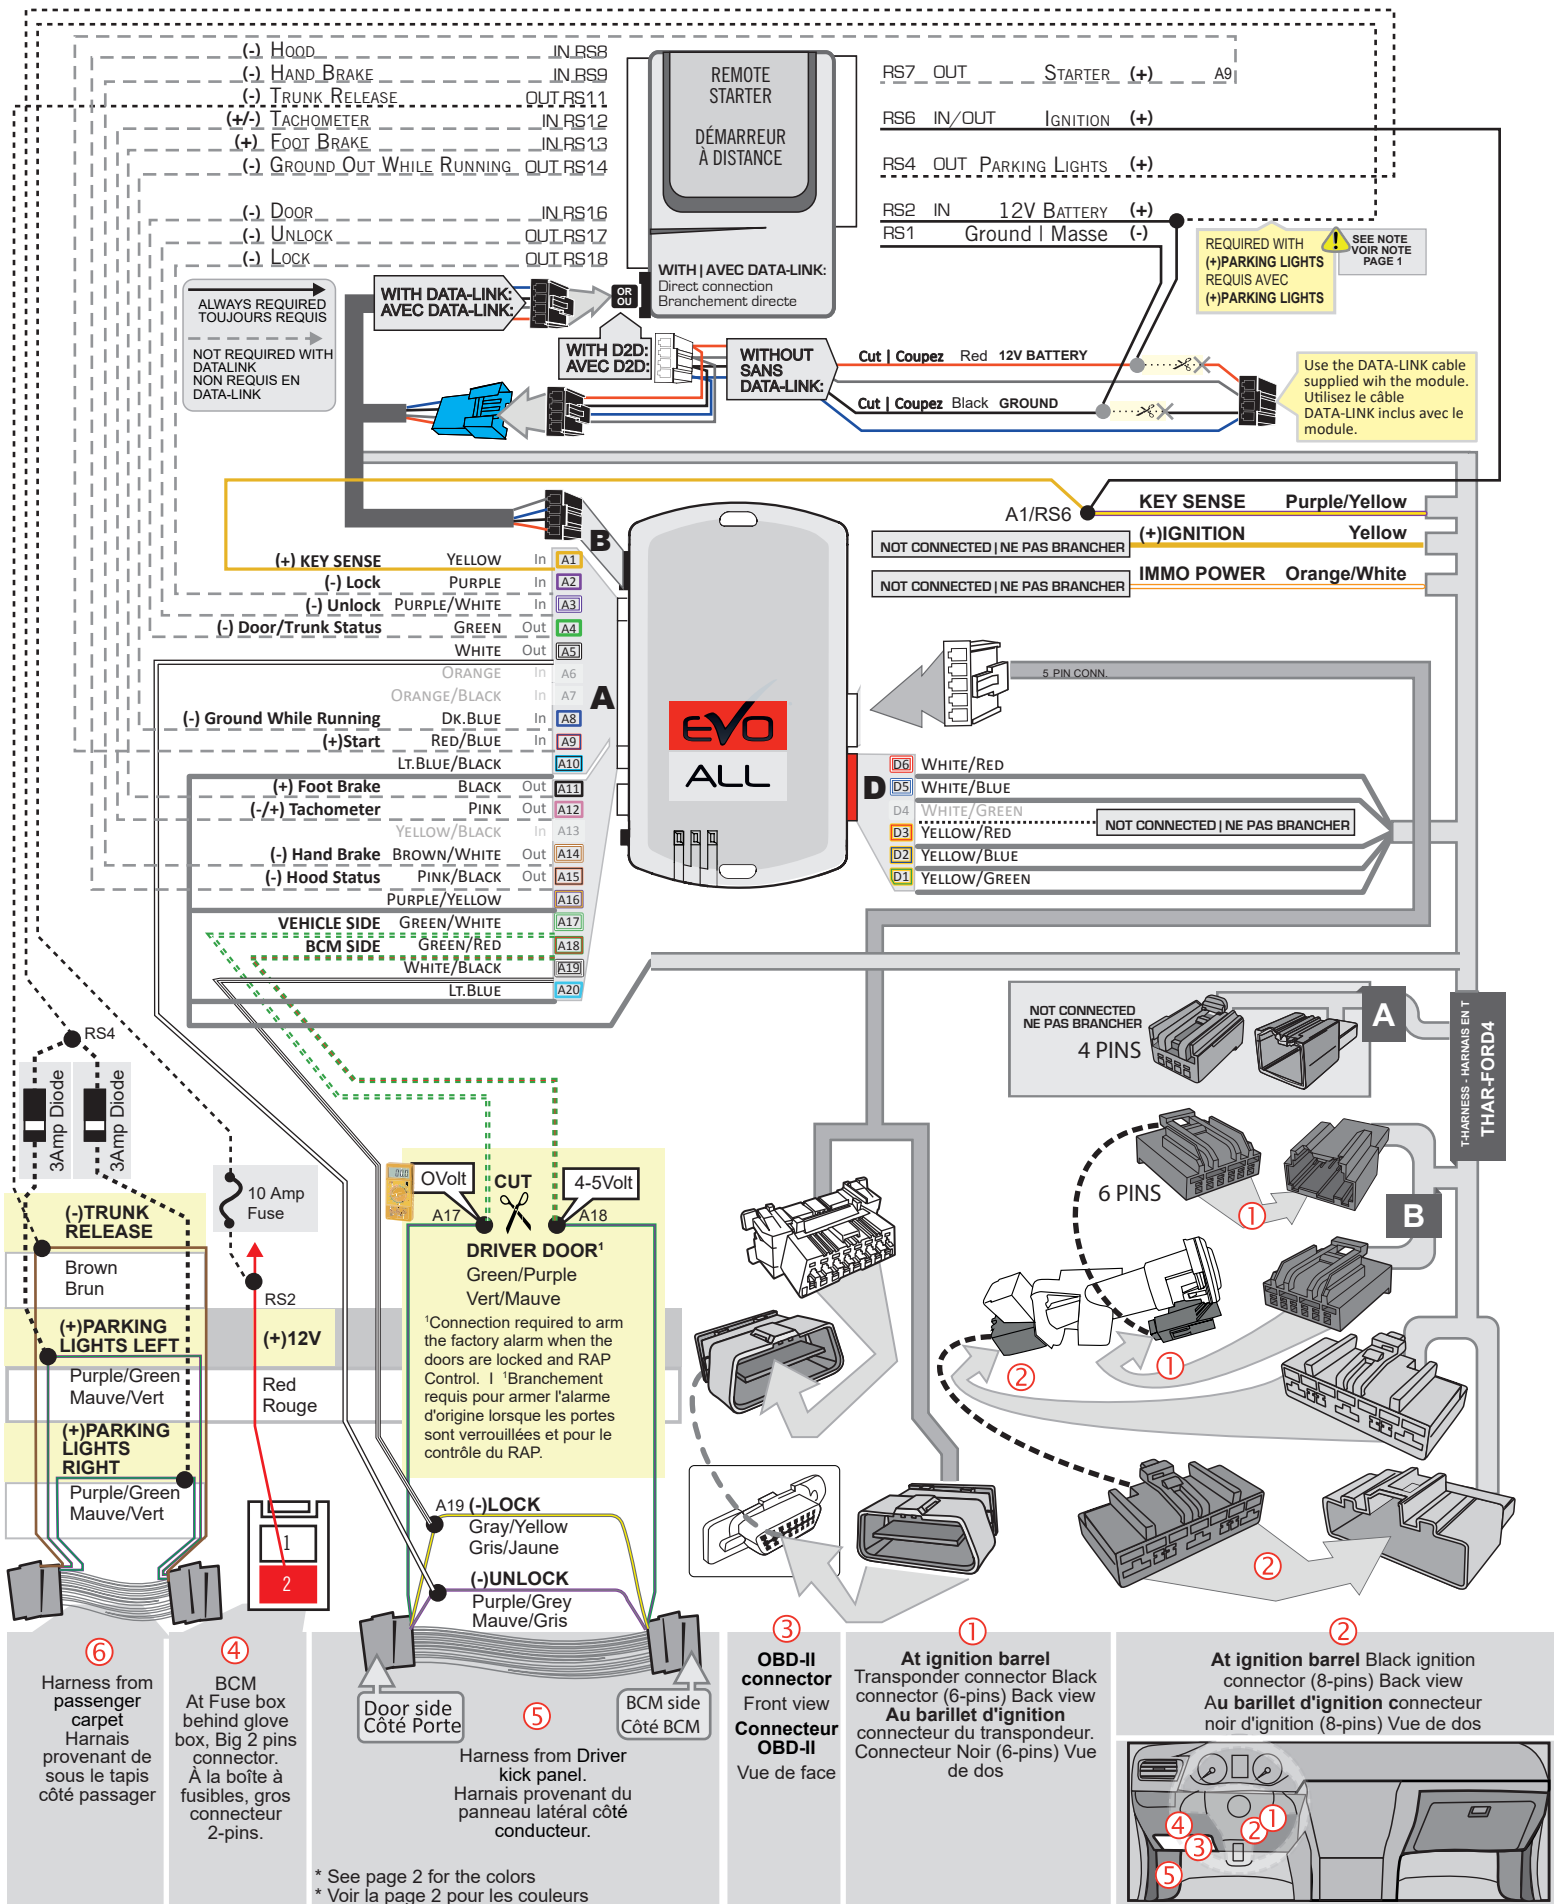 (-) HOOD IN RS8
(-) HAND BRAKE IN RS9
(-) TRUNK RELEASE OUT RS11
(+/-) TACHOMETER IN RS12
(+) FOOT BRAKE IN RS13
(-) GROUND OUT WHILE RUNNING OUT RS14
(-) DOOR IN RS16
(-) UNLOCK OUT RS17
(-) LOCK OUT RS18
REMOTE
STARTER
DÉMARREUR
À DISTANCE
WITH | AVEC DATA-LINK:
Direct connection
Branchement directe
RS7 OUT STARTER (+) A9
RS6 IN/OUT IGNITION (+)
RS4 OUT PARKING LIGHTS (+)
RS2 IN 12V BATTERY (+)
RS1 Ground | Masse (-)
REQUIRED WITH
(+)PARKING LIGHTS
REQUIS AVEC
(+)PARKING LIGHTS
SEE NOTE
VOIR NOTE
PAGE 1
ALWAYS REQUIRED
TOUJOURS REQUIS
NOT REQUIRED WITH
DATALINK
NON REQUIS EN
DATA-LINK
WITH DATA-LINK:
AVEC DATA-LINK:
OR
OU
WITH D2D:
AVEC D2D:
WITHOUT
SANS
DATA-LINK:
Cut | Coupez Red 12V BATTERY
Cut | Coupez Black GROUND
Use the DATA-LINK cable
supplied wih the module.
Utilisez le câble
DATA-LINK inclus avec le
module.
A1/RS6
KEY SENSE Purple/Yellow
NOT CONNECTED | NE PAS BRANCHER (+)IGNITION Yellow
NOT CONNECTED | NE PAS BRANCHER IMMO POWER Orange/White
B
A
(+) KEY SENSE YELLOW In A1
(-) Lock PURPLE In A2
(-) Unlock PURPLE/WHITE In A3
(-) Door/Trunk Status GREEN Out A4
WHITE Out A5
ORANGE In A6
ORANGE/BLACK In A7
(-) Ground While Running DK.BLUE In A8
(+)Start RED/BLUE In A9
LT.BLUE/BLACK A10
(+) Foot Brake BLACK Out A11
(-/+) Tachometer PINK Out A12
YELLOW/BLACK In A13
(-) Hand Brake BROWN/WHITE Out A14
(-) Hood Status PINK/BLACK Out A15
PURPLE/YELLOW A16
VEHICLE SIDE GREEN/WHITE A17
BCM SIDE GREEN/RED A18
WHITE/BLACK A19
LT.BLUE A20
EVO
ALL
5 PIN CONN.
D
D6 WHITE/RED
D5 WHITE/BLUE
D4 WHITE/GREEN
NOT CONNECTED | NE PAS BRANCHER
D3 YELLOW/RED
D2 YELLOW/BLUE
D1 YELLOW/GREEN
NOT CONNECTED
NE PAS BRANCHER
4 PINS
A
T-HARNESS - HARNAIS EN T
THAR-FORD4
6 PINS
1
B
1
2
2
RS4
3Amp Diode
3Amp Diode
10 Amp
Fuse
(-)TRUNK
RELEASE
Brown
Brun
RS2
(+)PARKING
LIGHTS LEFT
(+)12V
Purple/Green
Mauve/Vert
Red
Rouge
(+)PARKING
LIGHTS
RIGHT
Purple/Green
Mauve/Vert
1
2
0Volt
CUT
4-5Volt
A17
A18
DRIVER DOOR¹
Green/Purple
Vert/Mauve
¹Connection required to arm
the factory alarm when the
doors are locked and RAP
Control. I ¹Branchement
requis pour armer l'alarme
d'origine lorsque les portes
sont verrouillées et pour le
contrôle du RAP.
A19 (-)LOCK
Gray/Yellow
Gris/Jaune
(-)UNLOCK
Purple/Grey
Mauve/Gris
6
Harness from
passenger
carpet
Harnais
provenant de
sous le tapis
côté passager
4
BCM
At Fuse box
behind glove
box, Big 2 pins
connector.
À la boîte à
fusibles, gros
connecteur
2-pins.
Door side
Côté Porte
BCM side
Côté BCM
5
Harness from Driver
kick panel.
Harnais provenant du
panneau latéral côté
conducteur.
* See page 2 for the colors
* Voir la page 2 pour les couleurs
3
OBD-II
connector
Front view
Connecteur
OBD-II
Vue de face
1
At ignition barrel
Transponder connector Black
connector (6-pins) Back view
Au barillet d'ignition
connecteur du transpondeur.
Connecteur Noir (6-pins) Vue
de dos
2
At ignition barrel Black ignition
connector (8-pins) Back view
Au barillet d'ignition connecteur
noir d'ignition (8-pins) Vue de dos
4
3
2
1
5